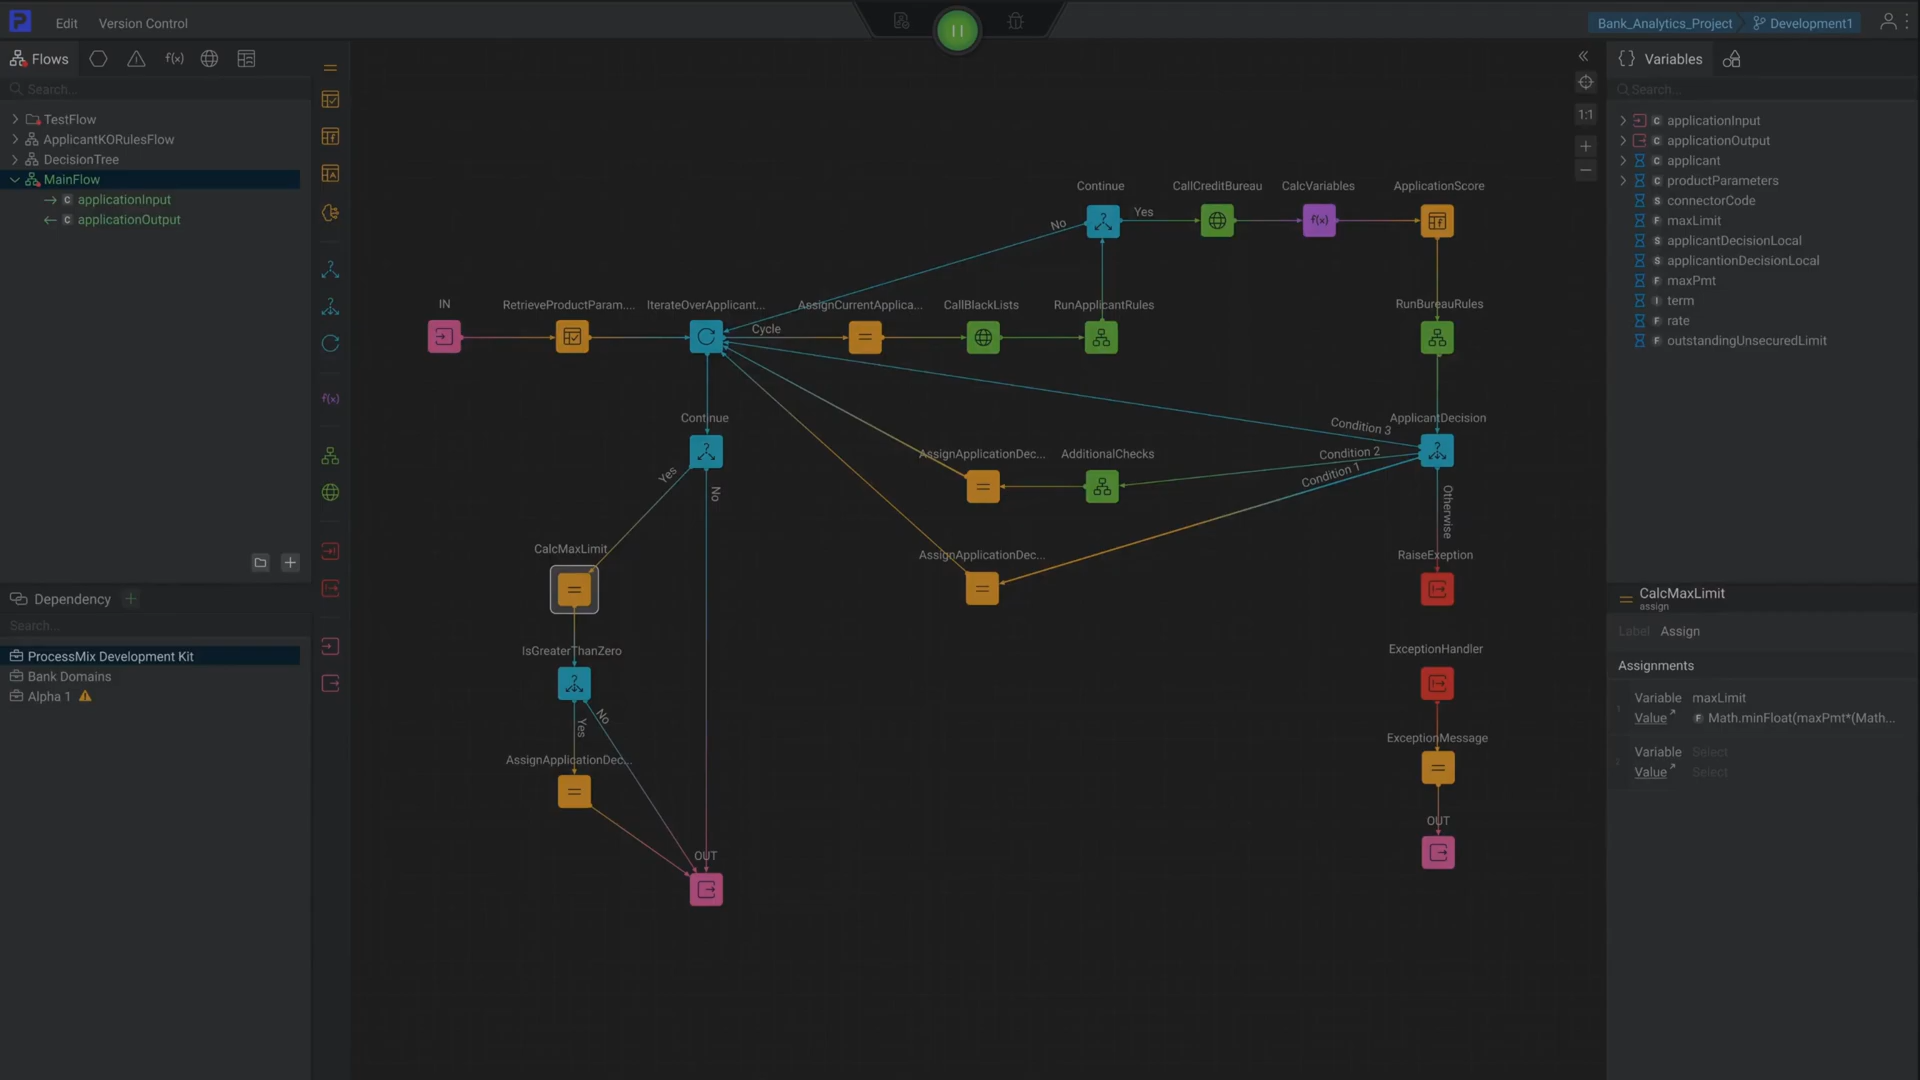 Edit
Version Control
Bank_Analytics_Project
Development1
Flows
f(x)
Search...
TestFlow
ApplicantKORulesFlow
DecisionTree
MainFlow
C applicationInput
C applicationOutput
Dependency
Search...
ProcessMix Development Kit
Bank Domains
Alpha 1
f(x)
1:1
Continue
CallCreditBureau
CalcVariables
ApplicationScore
No
Yes
f(x)
IN
RetrieveProductParam....
IterateOverApplicant...
AssignCurrentApplica...
CallBlackLists
RunApplicantRules
RunBureauRules
Cycle
Continue
ApplicantDecision
Condition 3
Condition 2
Condition 1
AssignApplicationDec...
AdditionalChecks
Yes
No
Otherwise
CalcMaxLimit
AssignApplicationDec...
RaiseExeption
IsGreaterThanZero
ExceptionHandler
Yes
No
ExceptionMessage
AssignApplicationDec...
OUT
OUT
Variables
Search...
C applicationInput
C applicationOutput
C applicant
C productParameters
S connectorCode
F maxLimit
S applicantDecisionLocal
S applicantionDecisionLocal
F maxPmt
I term
F rate
F outstandingUnsecuredLimit
CalcMaxLimit
assign
Label Assign
Assignments
1
Variable maxLimit
Value F Math.minFloat(maxPmt*(Math...
2
Variable Select
Value Select